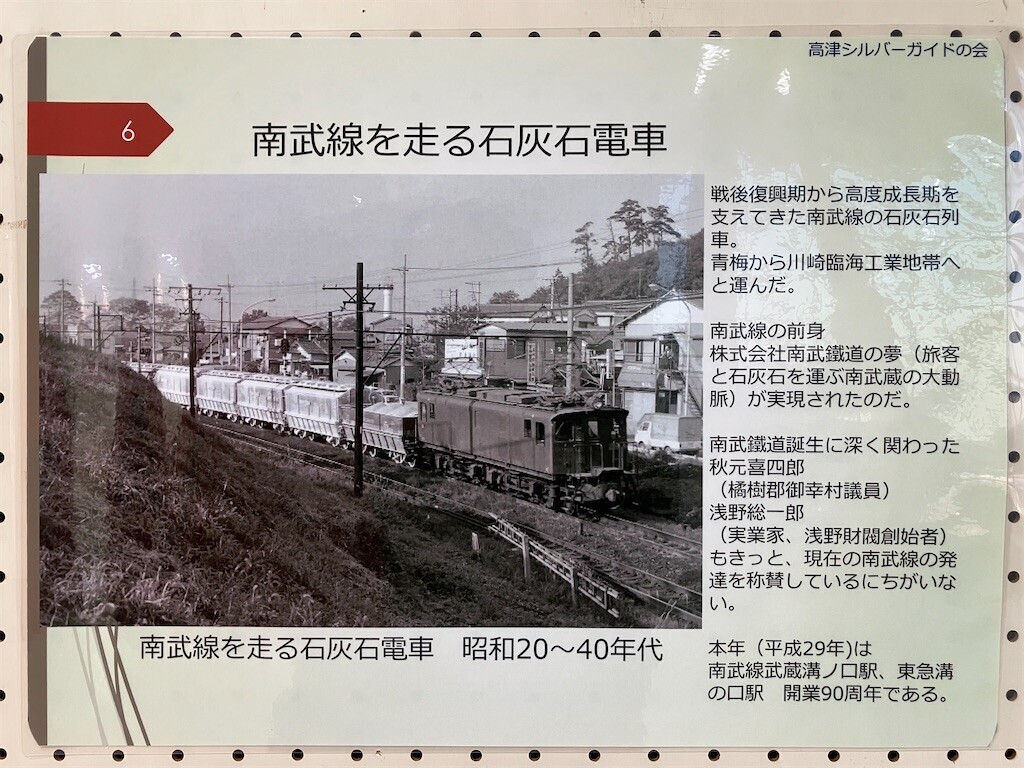 高津シルバーガイドの会
6
南武線を走る石灰石電車
戦後復興期から高度成長期を
支えてきた南武線の石灰石列
車。
青梅から川崎臨海工業地帯へ
と運んだ。
南武線の前身
株式会社南武鐵道の夢（旅客
と石灰石を運ぶ南武蔵の大動
脈）が実現されたのだ。
南武鐵道誕生に深く関わった
秋元喜四郎
（橘樹郡御幸村議員）
浅野総一郎
（実業家、浅野財閥創始者）
もきっと、現在の南武線の発
達を称賛しているにちがいな
い。
本年（平成29年)は
南武線武蔵溝ノ口駅、東急溝
の口駅　開業90周年である。
南武線を走る石灰石電車　昭和20～40年代